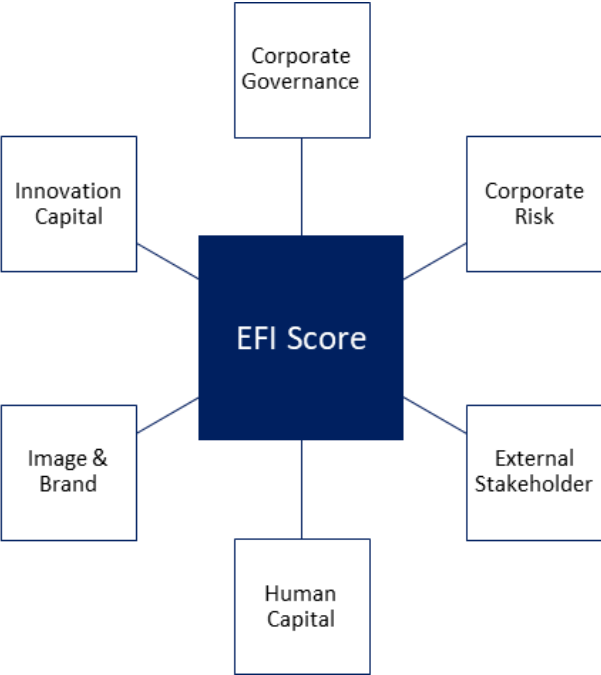 Corporate
Governance
Innovation
Capital
Corporate
Risk
EFI Score
Image &
Brand
External
Stakeholder
Human
Capital